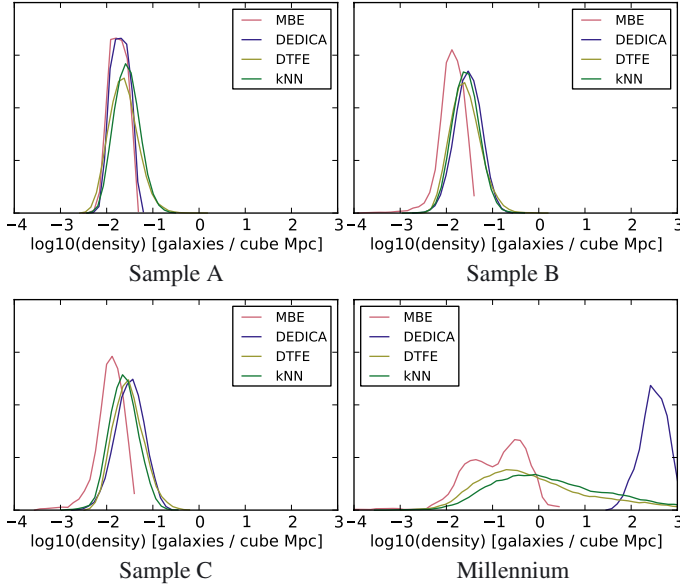 MBE
DEDICA
DTFE
kNN
−4 −3 −2 −1 0 1 2 3
log10(density) [galaxies / cube Mpc]
Sample A
MBE
DEDICA
DTFE
kNN
−4 −3 −2 −1 0 1 2 3
log10(density) [galaxies / cube Mpc]
Sample B
MBE
DEDICA
DTFE
kNN
−4 −3 −2 −1 0 1 2 3
log10(density) [galaxies / cube Mpc]
Sample C
MBE
DEDICA
DTFE
kNN
−4 −3 −2 −1 0 1 2 3
log10(density) [galaxies / cube Mpc]
Millennium